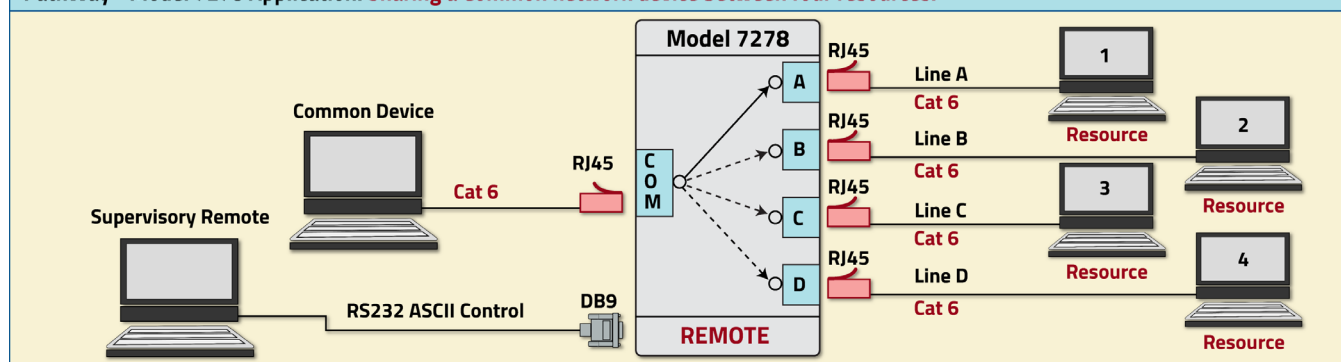 Model 7278
Common Device
Cat 6
RJ45
Supervisory Remote
RS232 ASCII Control
DB9
C
O
M
A
B
C
D
REMOTE
RJ45
Line A
Cat 6
1
Resource
RJ45
Line B
Cat 6
2
Resource
RJ45
Line C
Cat 6
3
Resource
RJ45
Line D
Cat 6
4
Resource